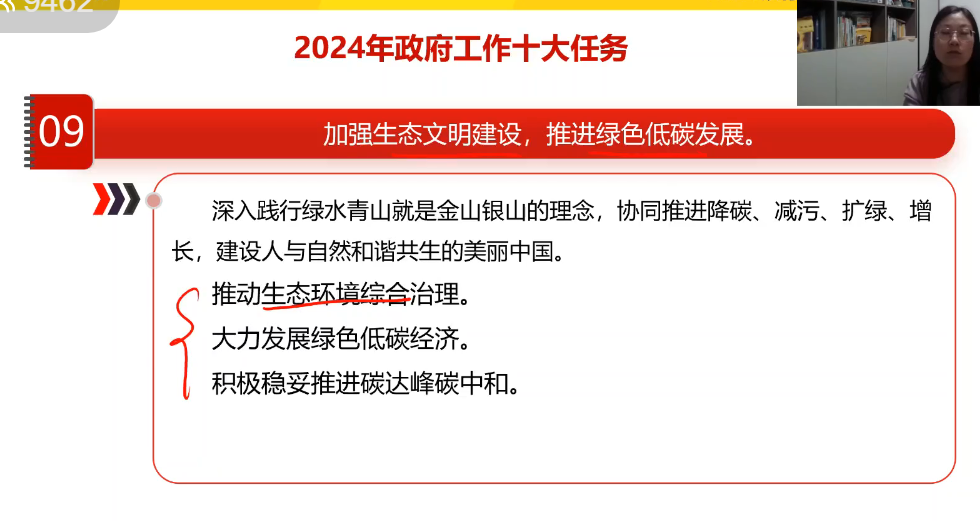 9462
2024年政府工作十大任务
09
加强生态文明建设，推进绿色低碳发展。
深入践行绿水青山就是金山银山的理念，协同推进降碳、减污、扩绿、增
长，建设人与自然和谐共生的美丽中国。
推动生态环境综合治理。
大力发展绿色低碳经济。
积极稳妥推进碳达峰碳中和。